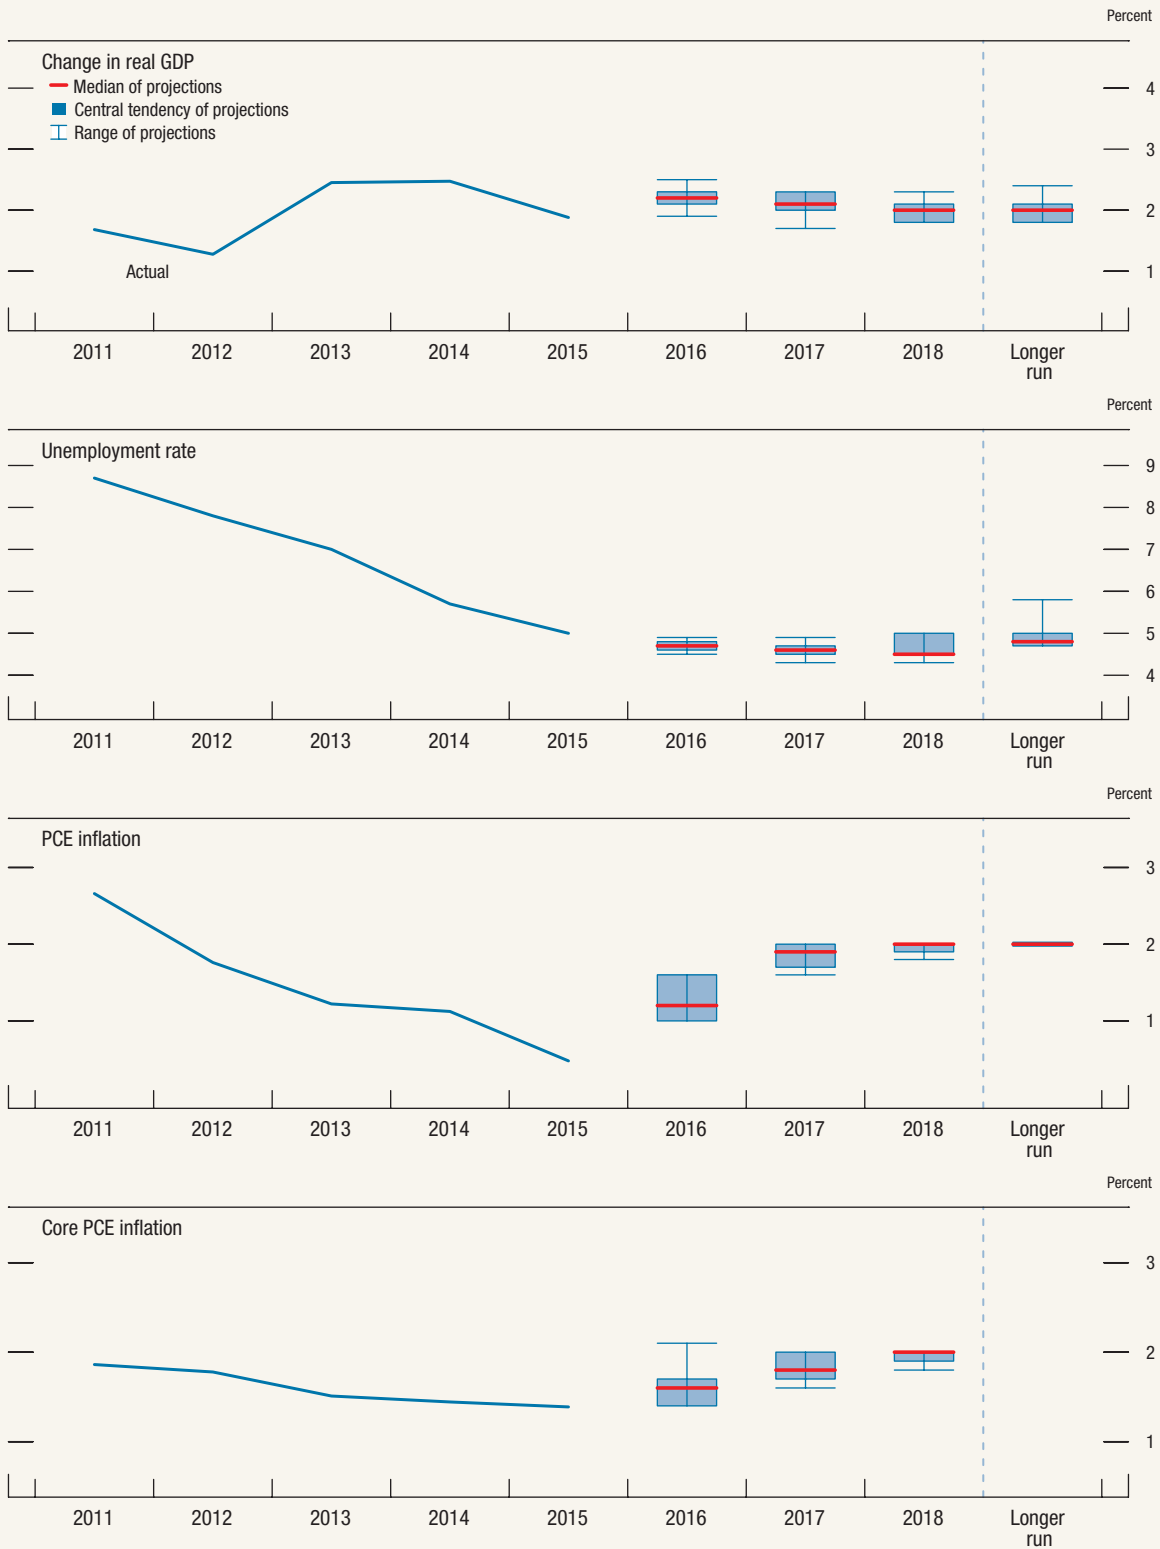 Percent
Change in real GDP
Median of projections
Central tendency of projections
Range of projections
4
3
2
1
Actual
2011 2012 2013 2014 2015 2016 2017 2018 Longer
run
Percent
Unemployment rate
9
8
7
6
5
4
2011 2012 2013 2014 2015 2016 2017 2018 Longer
run
Percent
PCE inflation
3
2
1
2011 2012 2013 2014 2015 2016 2017 2018 Longer
run
Percent
Core PCE inflation
3
2
1
2011 2012 2013 2014 2015 2016 2017 2018 Longer
run